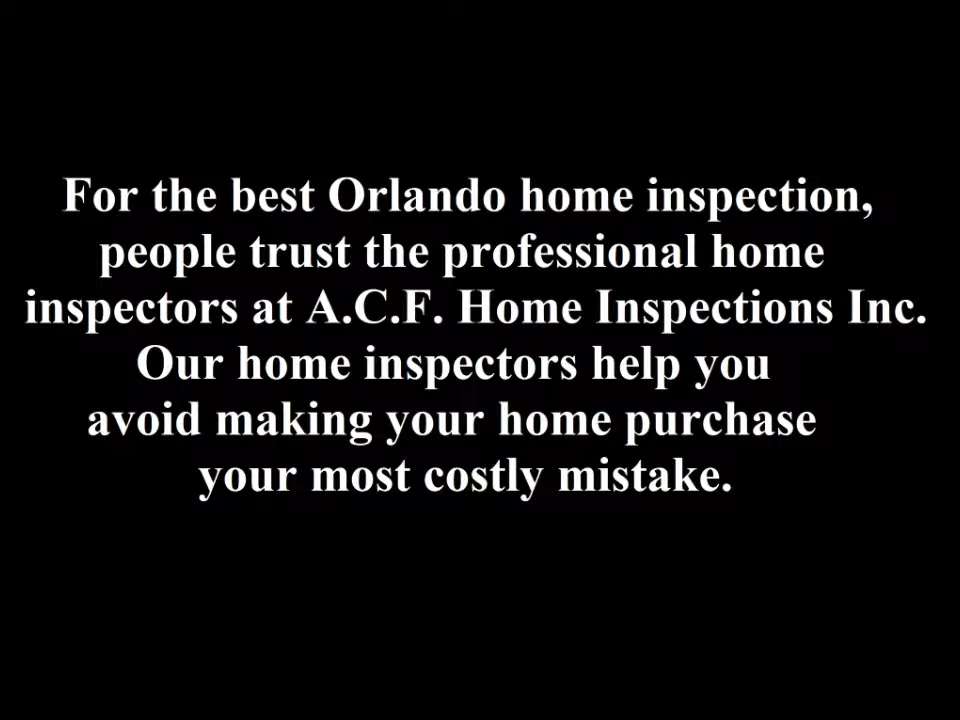 For the best Orlando home inspection,
people trust the professional home
inspectors at A.C.F. Home Inspections Inc.
Our home inspectors help you
avoid making your home purchase
your most costly mistake.